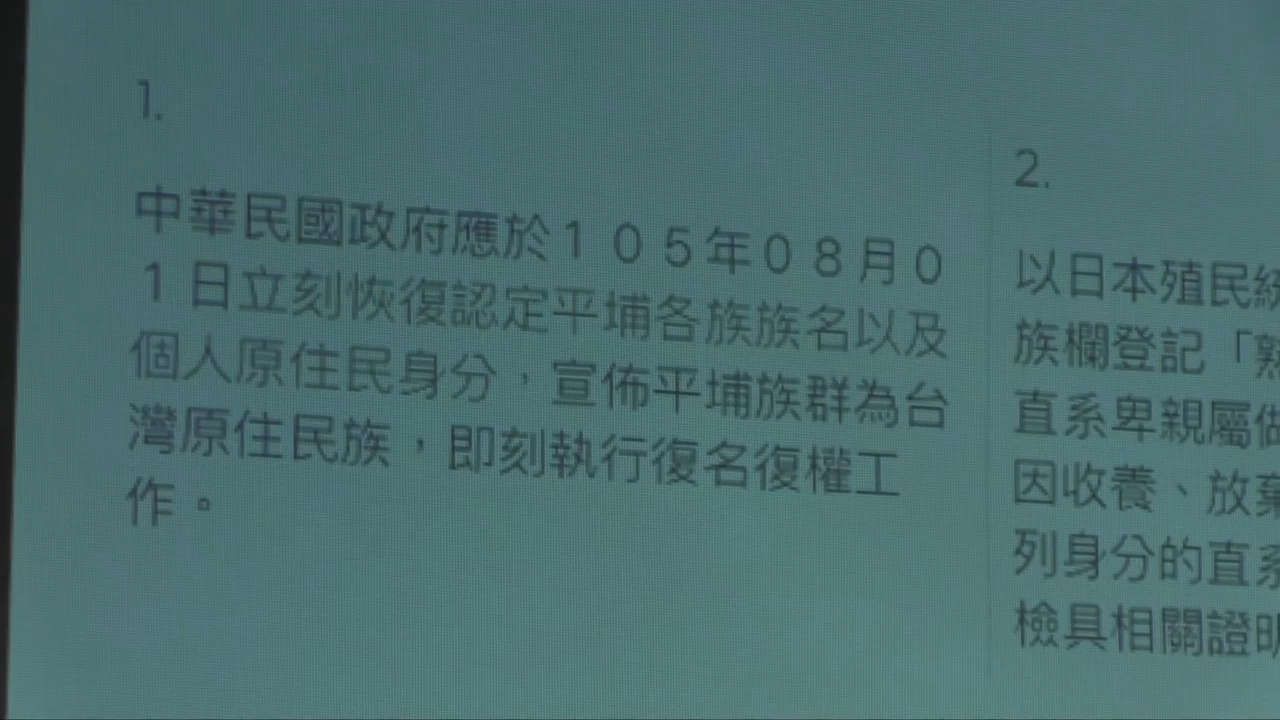 1.
中華民國政府應於１０５年０８月０
１日立刻恢復認定平埔各族族名以及
個人原住民身分，宣佈平埔族群為台
灣原住民族，即刻執行復名復權工
作。
2.
以日本殖民統
族欄登記「熟
直系卑親屬做
因收養、放棄
列身分的直系
檢具相關證明